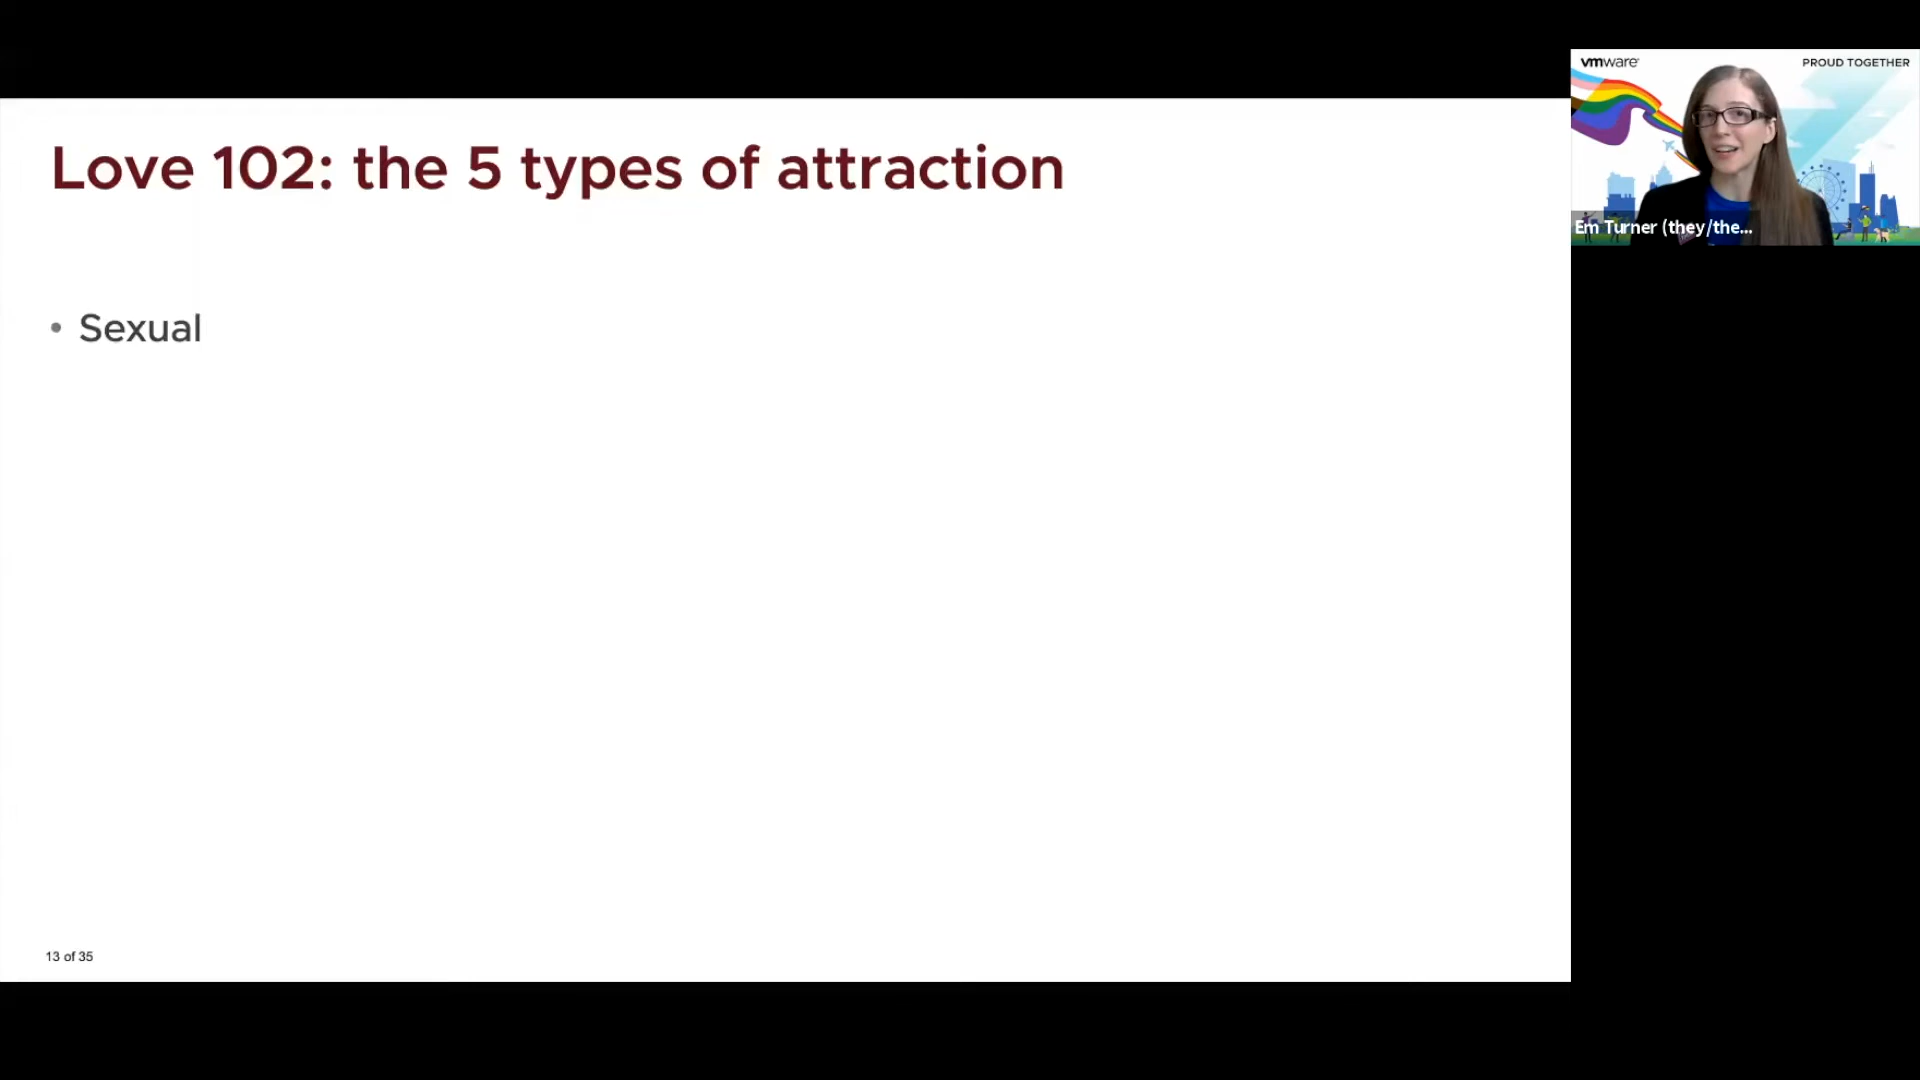 vmware
PROUD TOGETHER
Love 102: the 5 types of attraction
Em Turner (they/the...
• Sexual
13 of 35